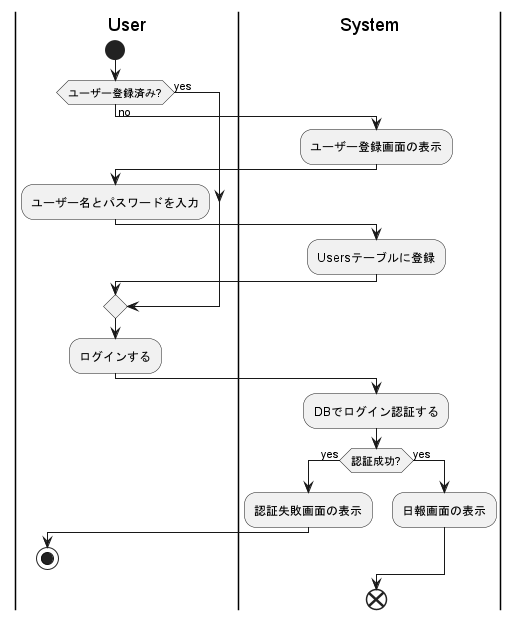 User
System
ユーザー登録済み?
yes
no
ユーザー登録画面の表示
ユーザー名とパスワードを入力
Usersテーブルに登録
ログインする
DBでログイン認証する
yes
認証成功?
yes
認証失敗画面の表示
日報画面の表示